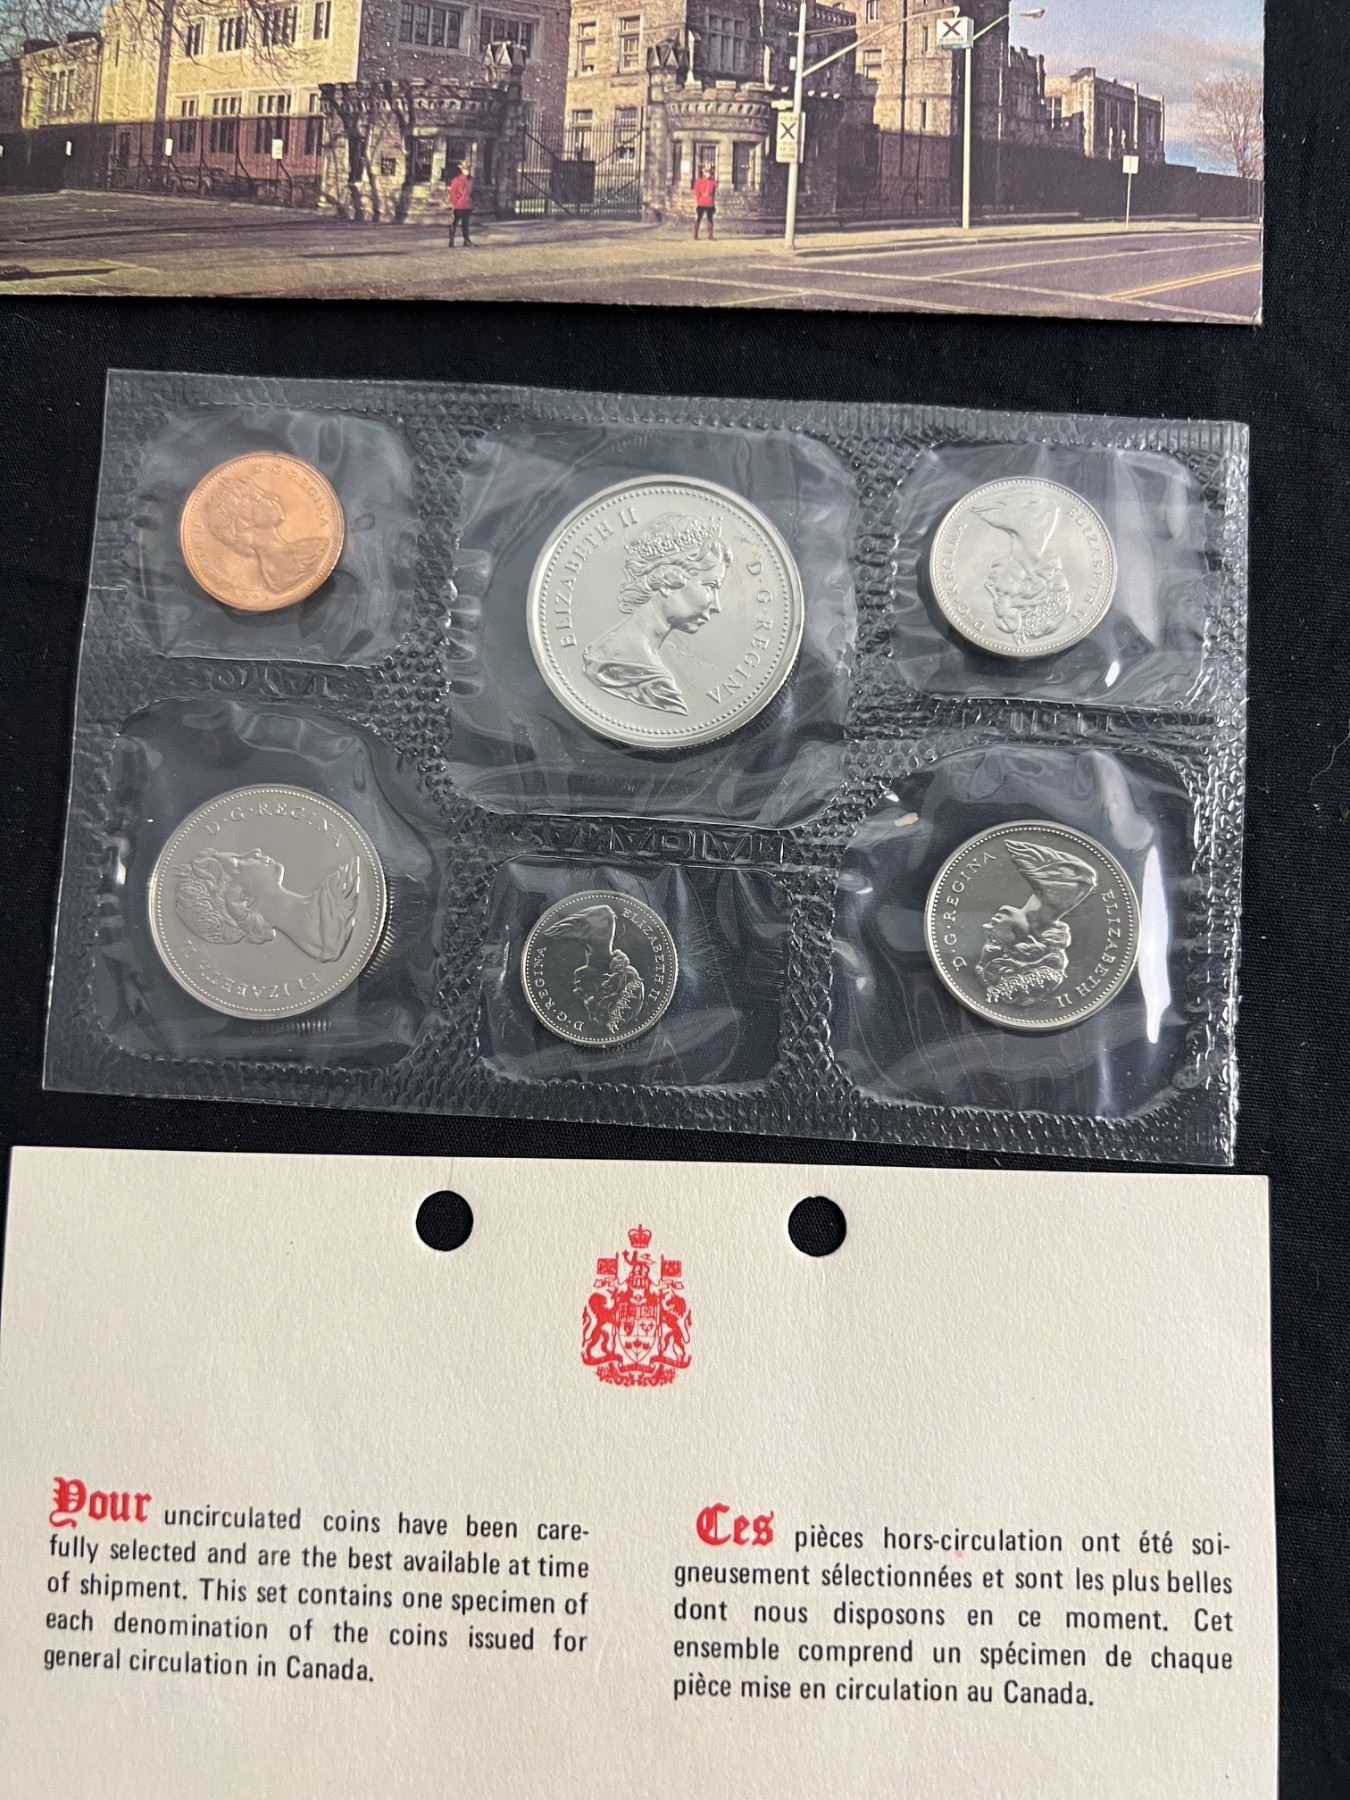 X
X
D·G·REGINA
ELIZABETH II
D·G·REGINA
ELIZABETH II
D·G·REGINA
D·G·REGINA
ELIZABETH II
ELIZABETH II
D·G·REGINA
ELIZABETH II
D·G·REGINA
Your uncirculated coins have been care-
fully selected and are the best available at time
of shipment. This set contains one specimen of
each denomination of the coins issued for
general circulation in Canada.
Ces pièces hors-circulation ont été soi-
gneusement sélectionnées et sont les plus belles
dont nous disposons en ce moment. Cet
ensemble comprend un spécimen de chaque
pièce mise en circulation au Canada.